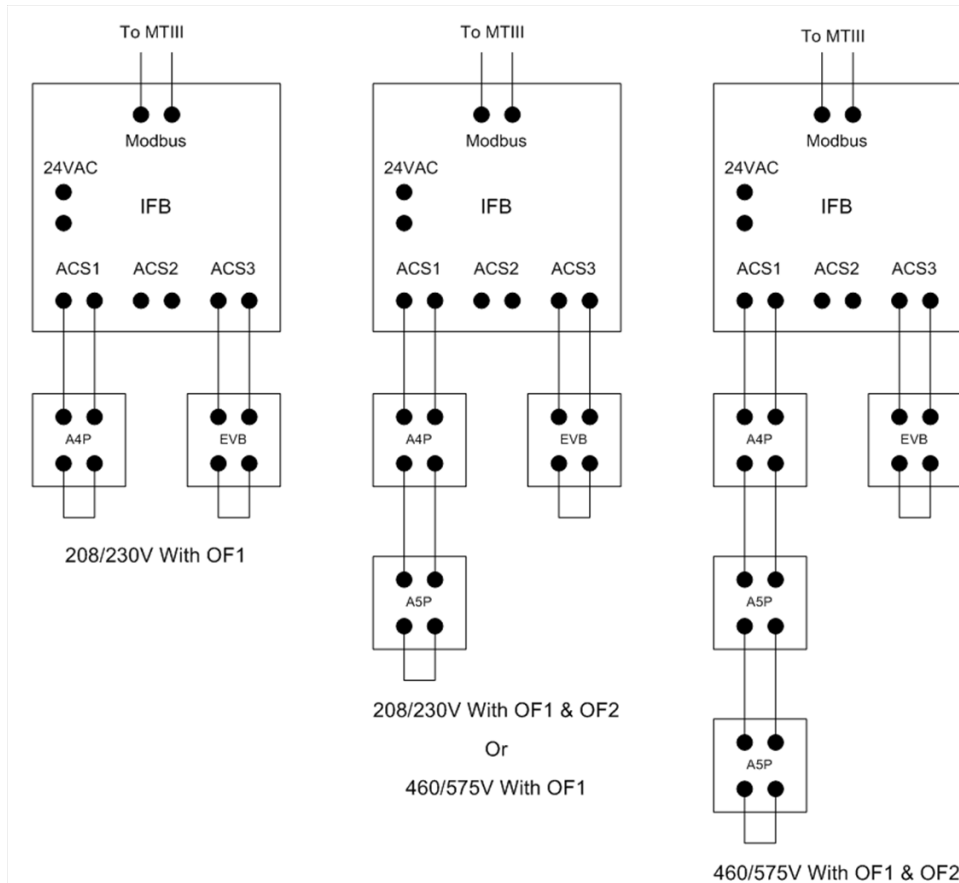 To MTIII
Modbus
24VAC
IFB
ACS1 ACS2 ACS3
A4P EVB
208/230V With OF1
To MTIII
Modbus
24VAC
IFB
ACS1 ACS2 ACS3
A4P EVB
A5P
208/230V With OF1 & OF2
Or
460/575V With OF1
To MTIII
Modbus
24VAC
IFB
ACS1 ACS2 ACS3
A4P EVB
A5P
A5P
460/575V With OF1 & OF2